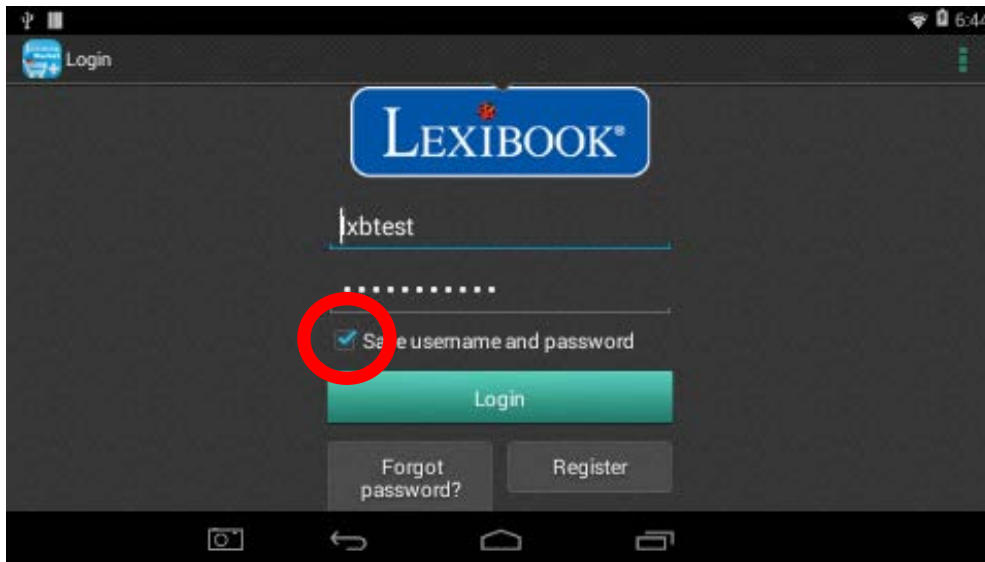 6:44
Login
LEXIBOOK®
lxbtest
Save username and password
Login
Forgot
password?
Register